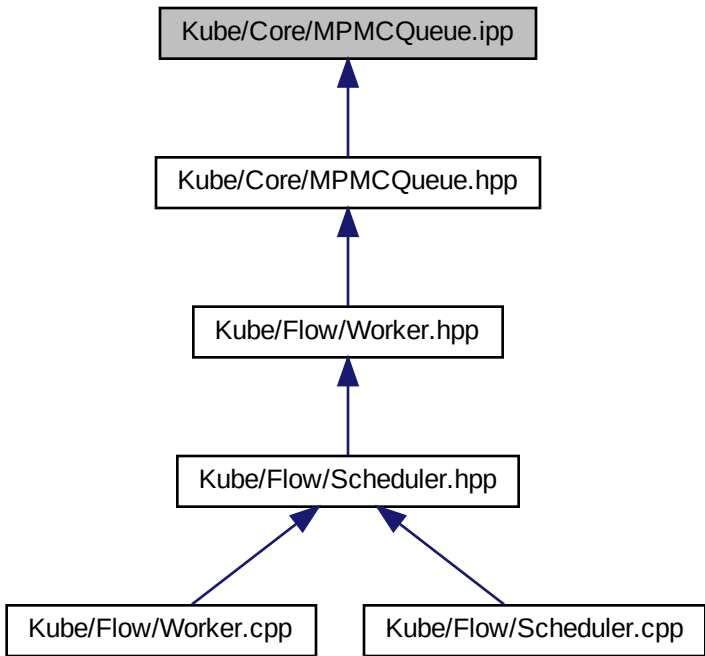 Kube/Core/MPMCQueue.ipp
Kube/Core/MPMCQueue.hpp
Kube/Flow/Worker.hpp
Kube/Flow/Scheduler.hpp
Kube/Flow/Worker.cpp
Kube/Flow/Scheduler.cpp